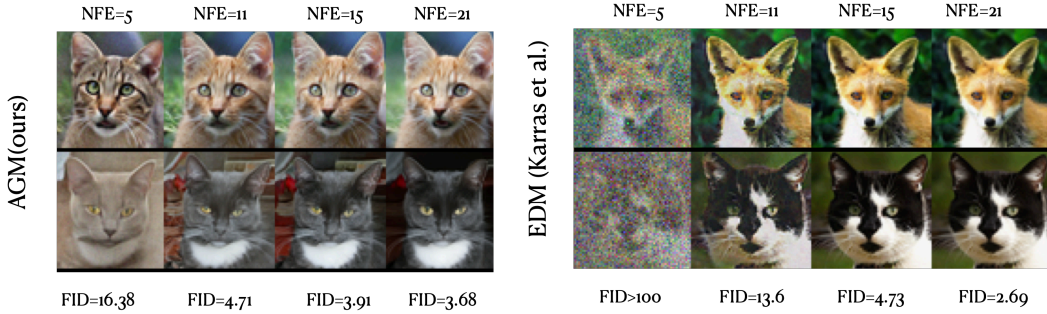 NFE=5 NFE=11 NFE=15 NFE=21
AGM(ours)
FID=16.38 FID=4.71 FID=3.91 FID=3.68
NFE=5 NFE=11 NFE=15 NFE=21
EDM (Karras et al.)
FID>100 FID=13.6 FID=4.73 FID=2.69